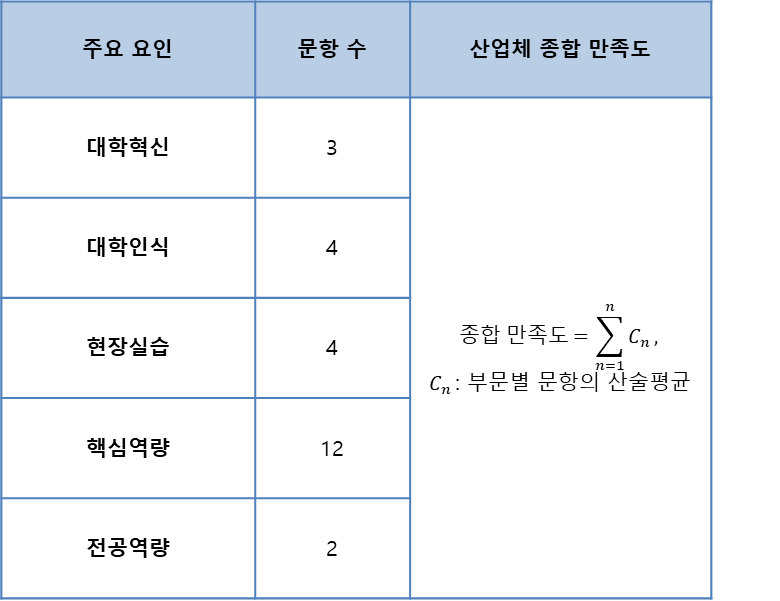 주요 요인 문항 수 산업체 종합 만족도
대학혁신 3
대학인식 4
현장실습 4
핵심역량 12
전공역량 2
종합 만족도 = \sum_{n=1}^{n} C_n ,
C_n : 부문별 문항의 산술평균